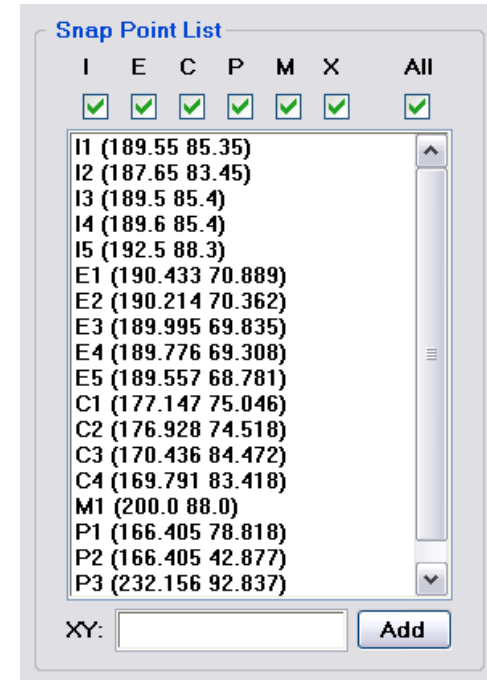 Snap Point List
I E C P M X All
I1 (189.55 85.35)
I2 (187.65 83.45)
I3 (189.5 85.4)
I4 (189.6 85.4)
I5 (192.5 88.3)
E1 (190.433 70.889)
E2 (190.214 70.362)
E3 (189.995 69.835)
E4 (189.776 69.308)
E5 (189.557 68.781)
C1 (177.147 75.046)
C2 (176.928 74.518)
C3 (170.436 84.472)
C4 (169.791 83.418)
M1 (200.0 88.0)
P1 (166.405 78.818)
P2 (166.405 42.877)
P3 (232.156 92.837)
XY: Add